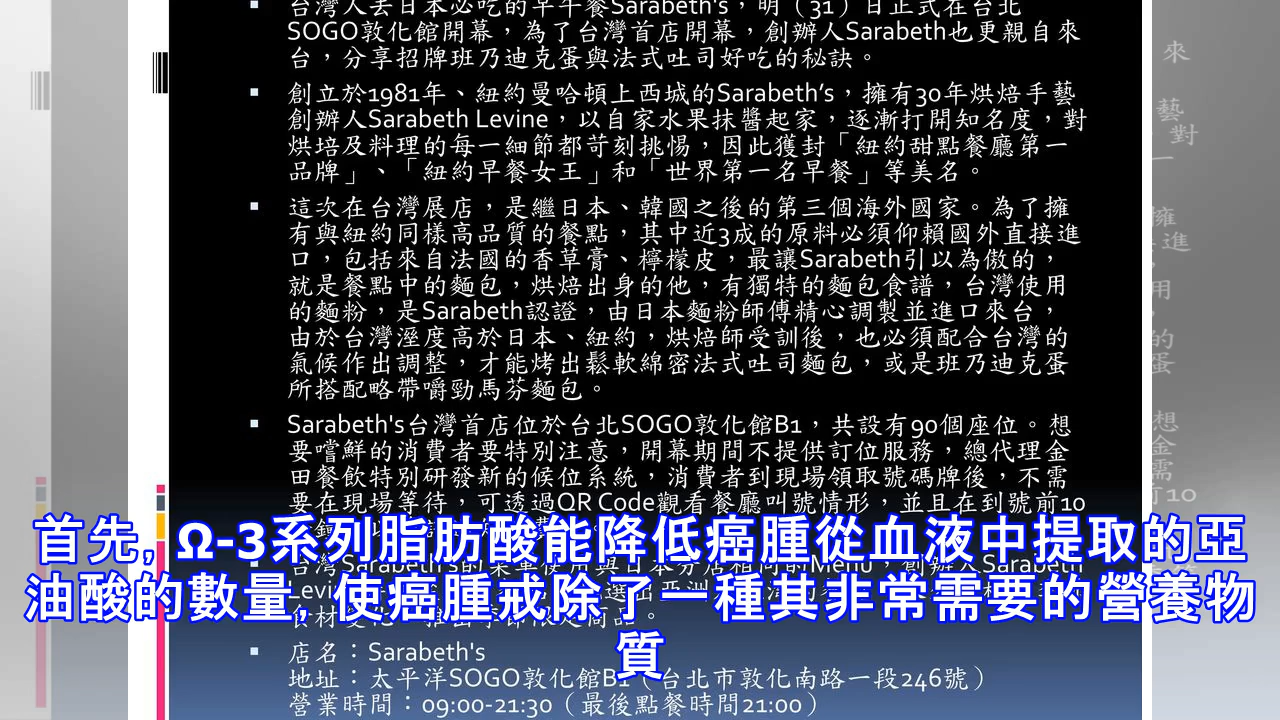 台灣人去日本必吃的早午餐Sarabeth's，明（31）日正式在台北
SOGO敦化館開幕，為了台灣首店開幕，創辦人Sarabeth也更親自來
台，分享招牌班乃迪克蛋與法式吐司好吃的秘訣。
創立於1981年、紐約曼哈頓上西城的Sarabeth’s，擁有30年烘焙手藝
創辦人Sarabeth Levine，以自家水果抹醬起家，逐漸打開知名度，對
烘培及料理的每一細節都苛刻挑惕，因此獲封「紐約甜點餐廳第一
品牌」、「紐約早餐女王」和「世界第一名早餐」等美名。
這次在台灣展店，是繼日本、韓國之後的第三個海外國家。為了擁
有與紐約同樣高品質的餐點，其中近3成的原料必須仰賴國外直接進
口，包括來自法國的香草膏、檸檬皮，最讓Sarabeth引以為傲的，
就是餐點中的麵包，烘焙出身的他，有獨特的麵包食譜，台灣使用
的麵粉，是Sarabeth認證，由日本麵粉師傅精心調製並進口來台，
由於台灣溼度高於日本、紐約，烘焙師受訓後，也必須配合台灣的
氣候作出調整，才能烤出鬆軟綿密法式吐司麵包，或是班乃迪克蛋
所搭配略帶嚼勁馬芬麵包。
Sarabeth's台灣首店位於台北SOGO敦化館B1，共設有90個座位。想
要嚐鮮的消費者要特別注意，開幕期間不提供訂位服務，總代理金
田餐飲特別研發新的候位系統，消費者到現場領取號碼牌後，不需
要在現場等待，可透過QR Code觀看餐廳叫號情形，並且在到號前10
首先, Ω-3系列脂肪酸能降低癌腫從血液中提取的亞
油酸的數量, 使癌腫戒除了一種其非常需要的營養物
質
店名：Sarabeth's
地址：太平洋SOGO敦化館B1（台北市敦化南路一段246號）
營業時間：09:00-21:30（最後點餐時間21:00）